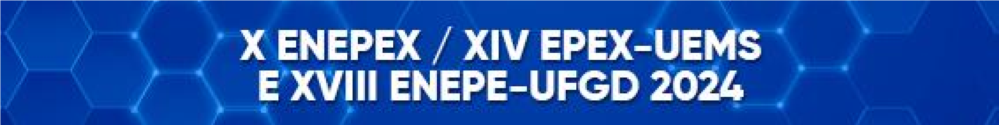 X ENEPEX / XIV EPEX-UEMS
E XVIII ENEPE-UFGD 2024